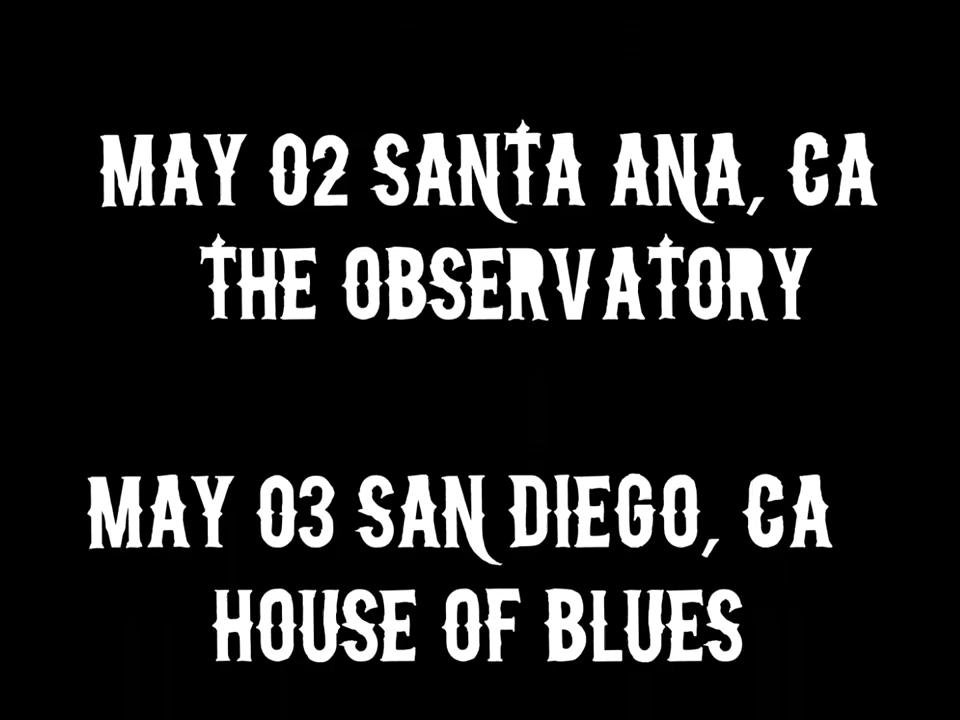 MAY 02 SANTA ANA, CA
THE OBSERVATORY
MAY 03 SAN DIEGO, CA
HOUSE OF BLUES